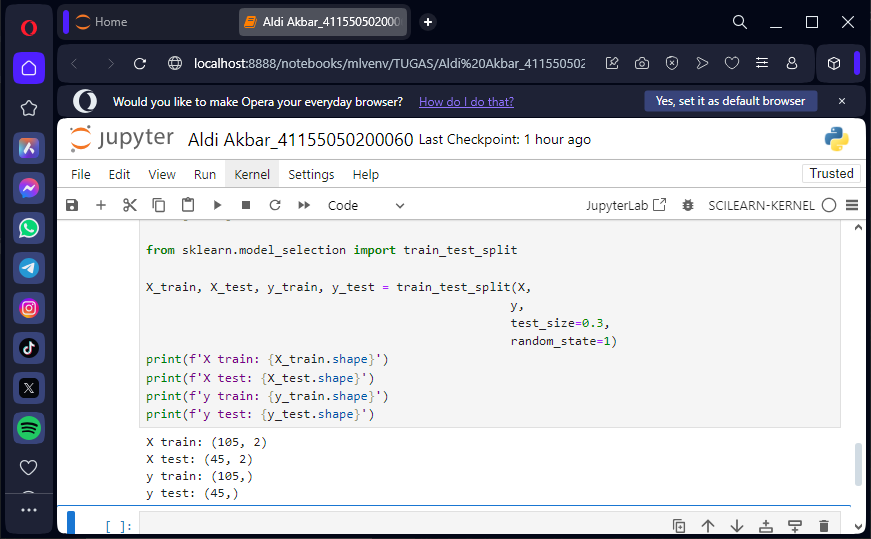 Home
Aldi Akbar_4115505020006
localhost:8888/notebooks/mlvenv/TUGAS/Aldi%20Akbar_411550502
Would you like to make Opera your everyday browser? How do I do that? Yes, set it as default browser
jupyter Aldi Akbar_41155050200060 Last Checkpoint: 1 hour ago
File Edit View Run Kernel Settings Help Trusted
Code JupyterLab SCILEARN-KERNEL
from sklearn.model_selection import train_test_split
X_train, X_test, y_train, y_test = train_test_split(X,
y,
test_size=0.3,
random_state=1)
print(f'X train: {X_train.shape}')
print(f'X test: {X_test.shape}')
print(f'y train: {y_train.shape}')
print(f'y test: {y_test.shape}')
X train: (105, 2)
X test: (45, 2)
y train: (105,)
y test: (45,)
[ ]: